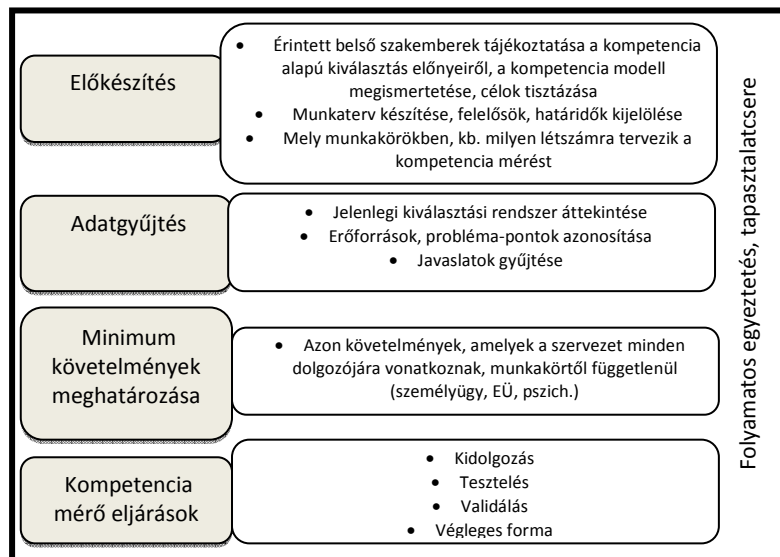 Előkészítés
• Érintett belső szakemberek tájékoztatása a kompetencia
alapú kiválasztás előnyeiről, a kompetencia modell
megismertetése, célok tisztázása
• Munkaterv készítése, felelősök, határidők kijelölése
• Mely munkakörökben, kb. milyen létszámra tervezik a
kompetencia mérést
Adatgyűjtés
• Jelenlegi kiválasztási rendszer áttekintése
• Erőforrások, probléma-pontok azonosítása
• Javaslatok gyűjtése
Minimum
követelmények
meghatározása
• Azon követelmények, amelyek a szervezet minden
dolgozójára vonatkoznak, munkakörtől függetlenül
(személyügy, EÜ, pszich.)
Kompetencia
mérő eljárások
• Kidolgozás
• Tesztelés
• Validálás
• Végleges forma
Folyamatos egyeztetés, tapasztalatcsere